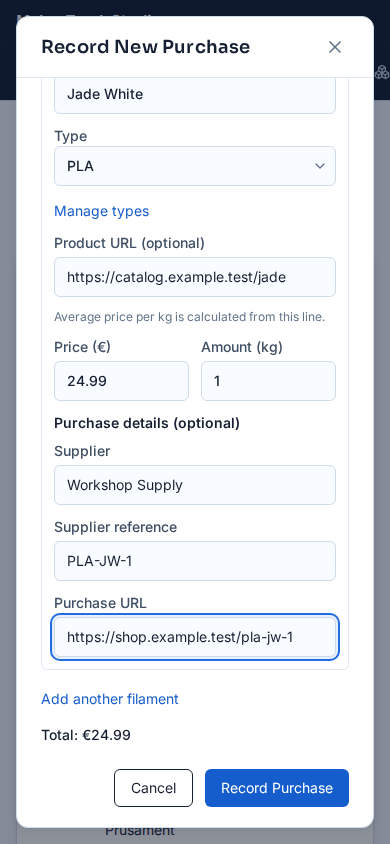 Record New Purchase
Jade White
Type
PLA
Manage types
Product URL (optional)
https://catalog.example.test/jade
Average price per kg is calculated from this line.
Price (€) Amount (kg)
24.99 1
Purchase details (optional)
Supplier
Workshop Supply
Supplier reference
PLA-JW-1
Purchase URL
https://shop.example.test/pla-jw-1
Add another filament
Total: €24.99
Cancel Record Purchase
Prusament